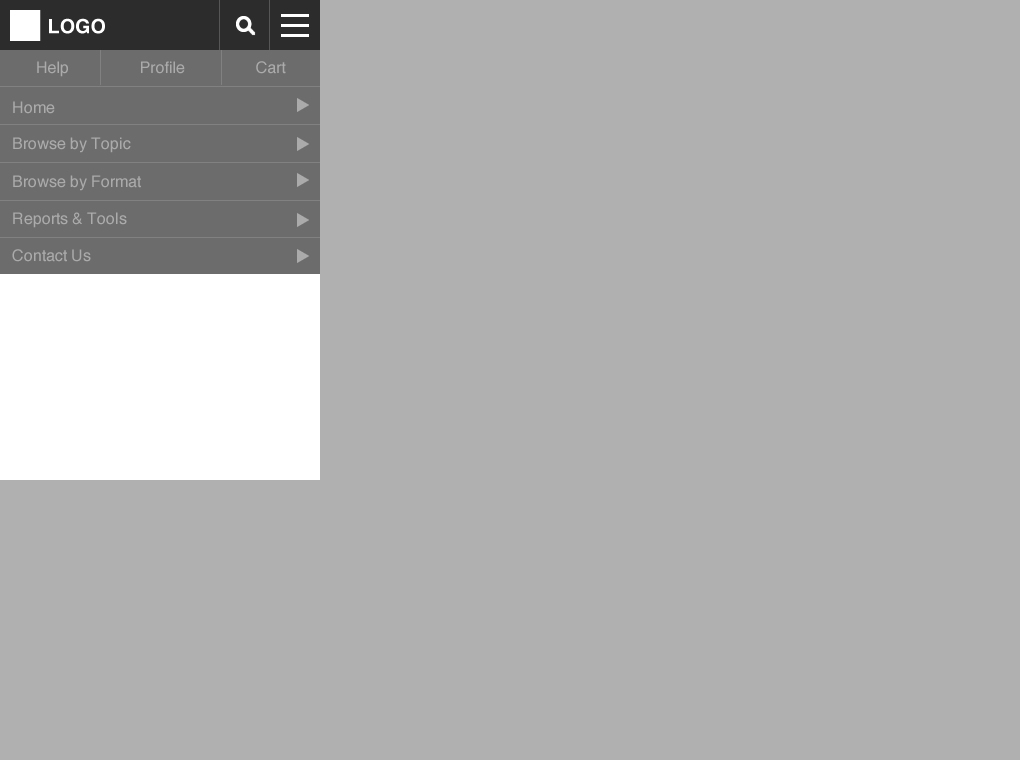 LOGO
Help Profile Cart
Home
Browse by Topic
Browse by Format
Reports & Tools
Contact Us